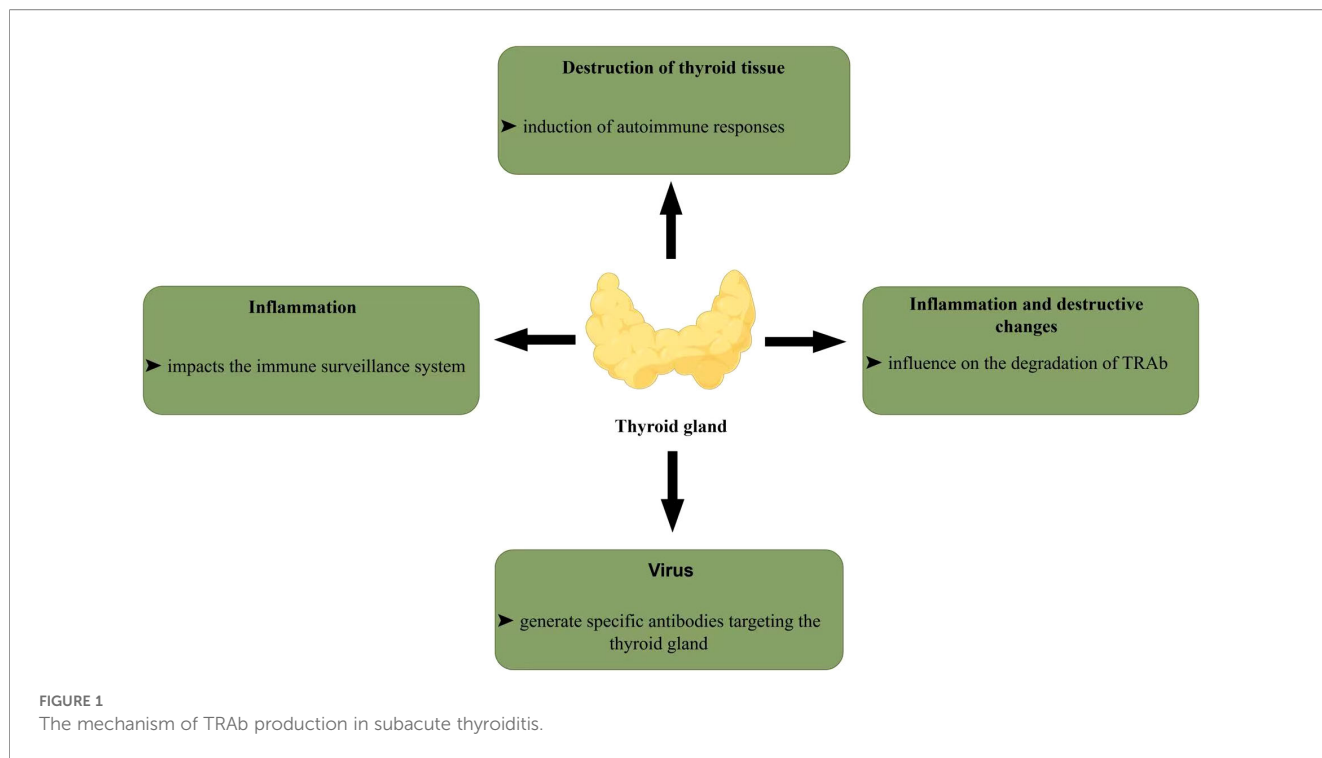 Destruction of thyroid tissue
➤ induction of autoimmune responses
Inflammation
➤ impacts the immune surveillance system
Inflammation and destructive
changes
➤ influence on the degradation of TRAb
Thyroid gland
Virus
➤ generate specific antibodies targeting the
thyroid gland
FIGURE 1
The mechanism of TRAb production in subacute thyroiditis.